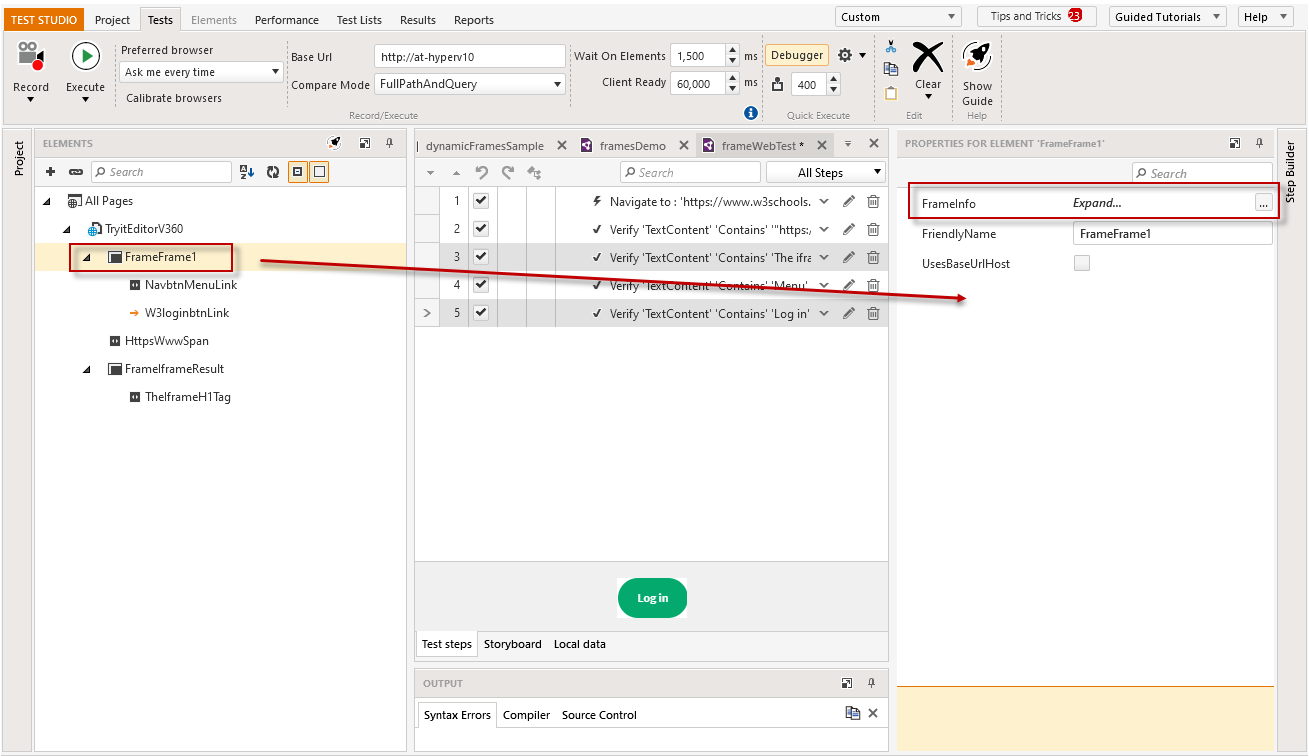 TEST STUDIO Project Tests Elements Performance Test Lists Results Reports Custom Tips and Tricks 23 Guided Tutorials Help
Record
Execute
Preferred browser
Ask me every time
Calibrate browsers
Base Url http://at-hyperv10
Compare Mode FullPathAndQuery
Wait On Elements 1,500 ms
Client Ready 60,000 ms
Record/Execute
Debugger
400
Quick Execute
Clear
Edit
Show
Guide
Help
Project
ELEMENTS
Search
All Pages
TryitEditorV360
FrameFrame1
NavbtnMenuLink
W3loginbtnLink
HttpsWwwSpan
FrameIframeResult
TheIframeH1Tag
dynamicFramesSample framesDemo frameWebTest *
Search All Steps
1 Navigate to : 'https://www.w3schools.
2 Verify 'TextContent' 'Contains' '"https:/
3 Verify 'TextContent' 'Contains' 'The ifra
4 Verify 'TextContent' 'Contains' 'Menu'
5 Verify 'TextContent' 'Contains' 'Log in'
Log in
Test steps Storyboard Local data
OUTPUT
Syntax Errors Compiler Source Control
PROPERTIES FOR ELEMENT 'FRAMEFRAME1'
Search
FrameInfo Expand... ...
FriendlyName FrameFrame1
UsesBaseUrlHost
Step Builder